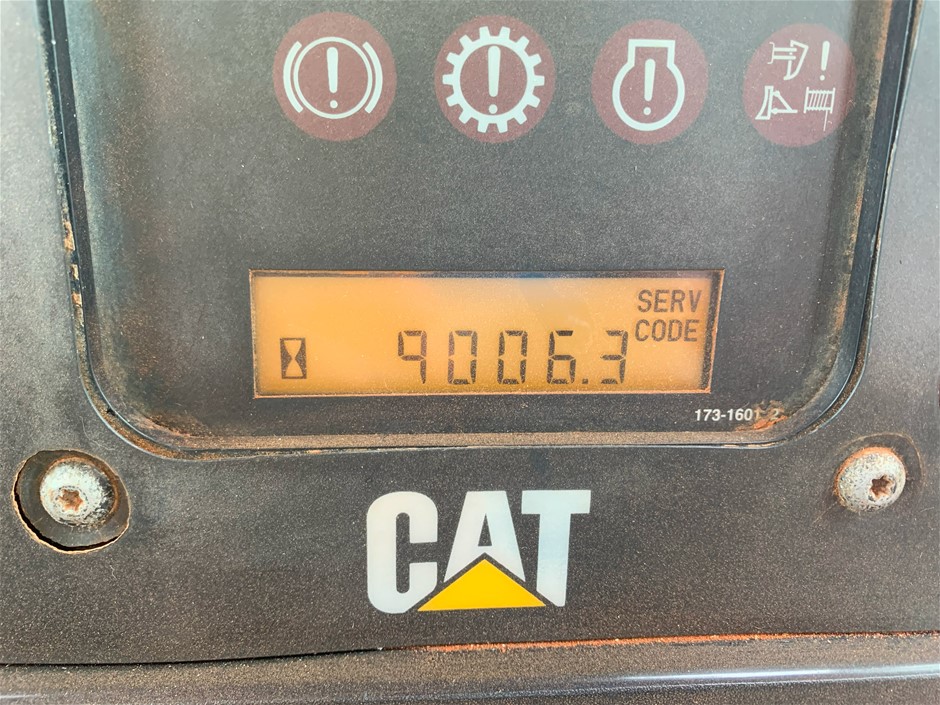 SERV
CODE
9006.3
173-1601 2
CAT